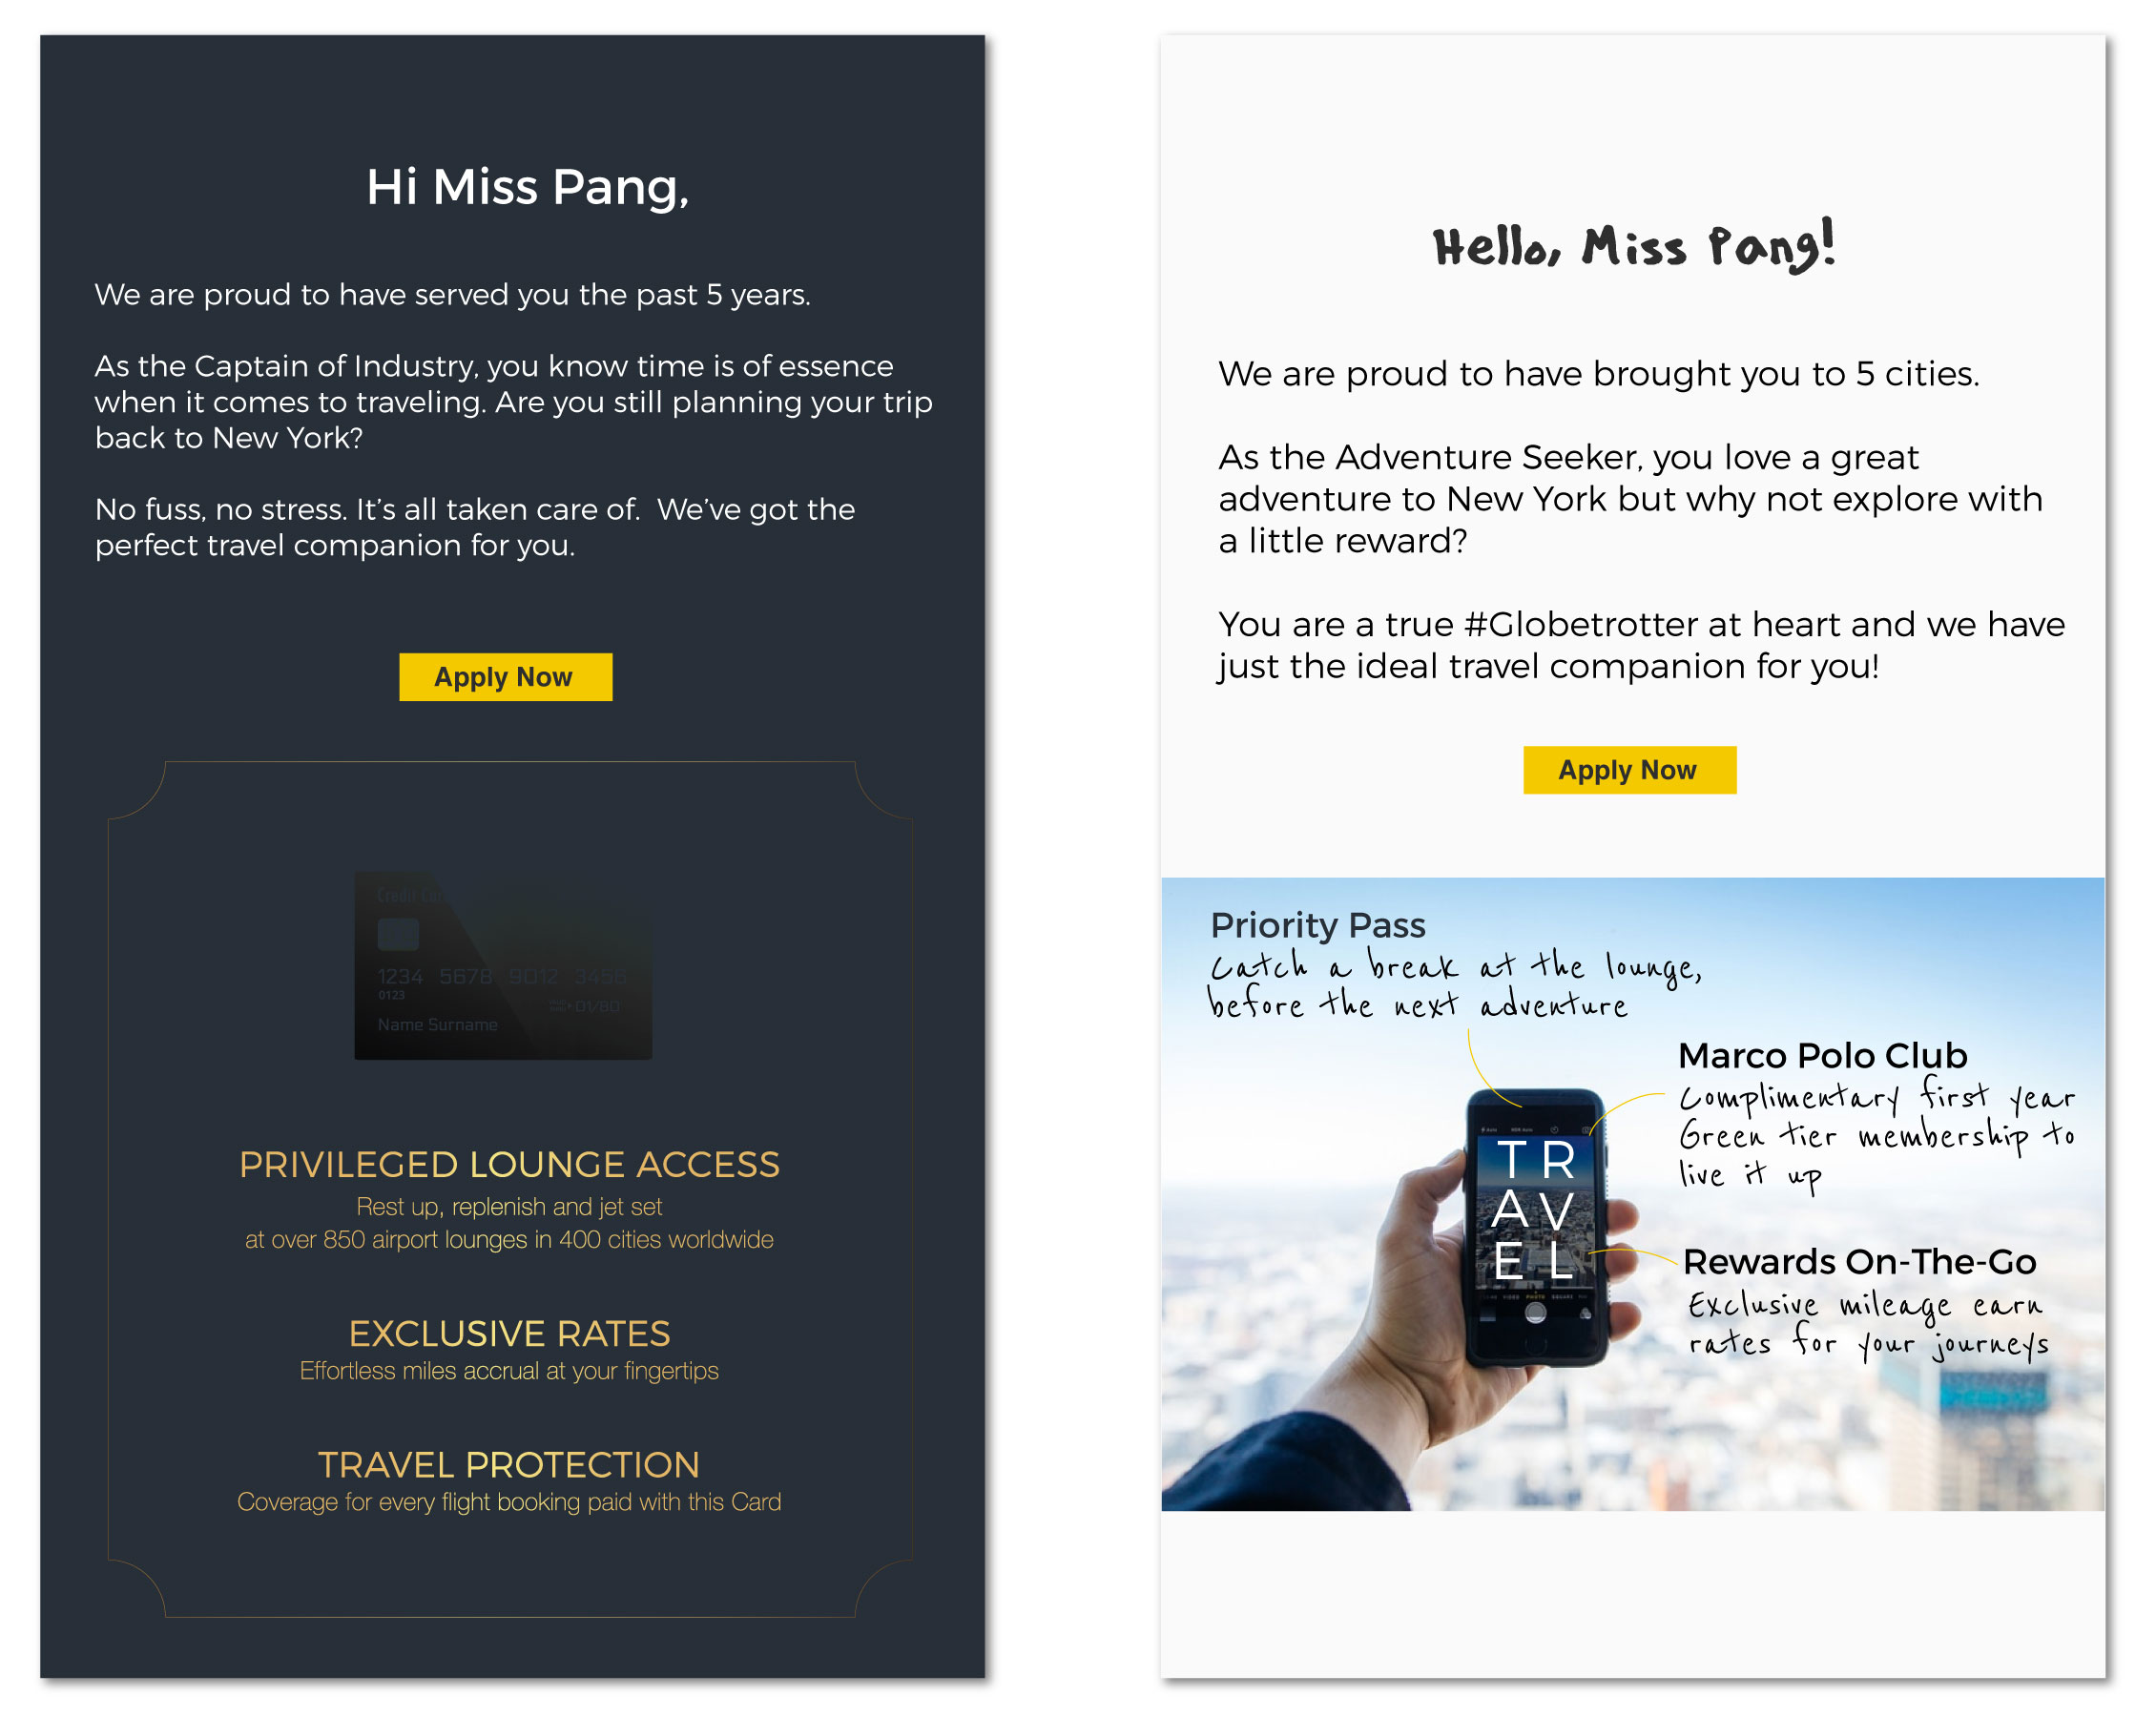 Hi Miss Pang,
We are proud to have served you the past 5 years.
As the Captain of Industry, you know time is of essence
when it comes to traveling. Are you still planning your trip
back to New York?
No fuss, no stress. It's all taken care of.  We've got the
perfect travel companion for you.
Apply Now
Credit
1234 5678 9012 3456
0123
01/80
Name Surname
PRIVILEGED LOUNGE ACCESS
Rest up, replenish and jet set
at over 850 airport lounges in 400 cities worldwide
EXCLUSIVE RATES
Effortless miles accrual at your fingertips
TRAVEL PROTECTION
Coverage for every flight booking paid with this Card
Hello, Miss Pang!
We are proud to have brought you to 5 cities.
As the Adventure Seeker, you love a great
adventure to New York but why not explore with
a little reward?
You are a true #Globetrotter at heart and we have
just the ideal travel companion for you!
Apply Now
Priority Pass
Catch a break at the lounge,
before the next adventure
Marco Polo Club
Complimentary first year
Green tier membership to
live it up
Rewards On-The-Go
Exclusive mileage earn
rates for your journeys
TR
AV
EL
VIDEO PHOTO SQUARE